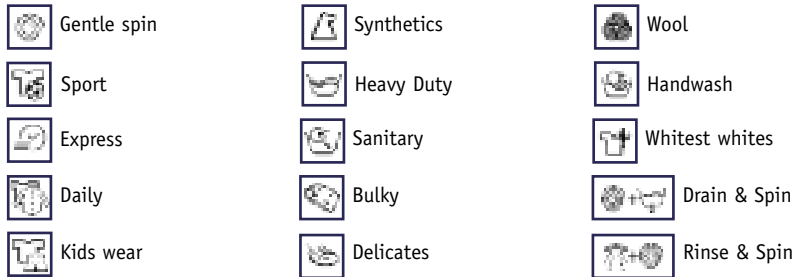 Gentle spin
Synthetics
Wool
Sport
Heavy Duty
Handwash
Express
Sanitary
Whitest whites
Daily
Bulky
Drain & Spin
Kids wear
Delicates
Rinse & Spin